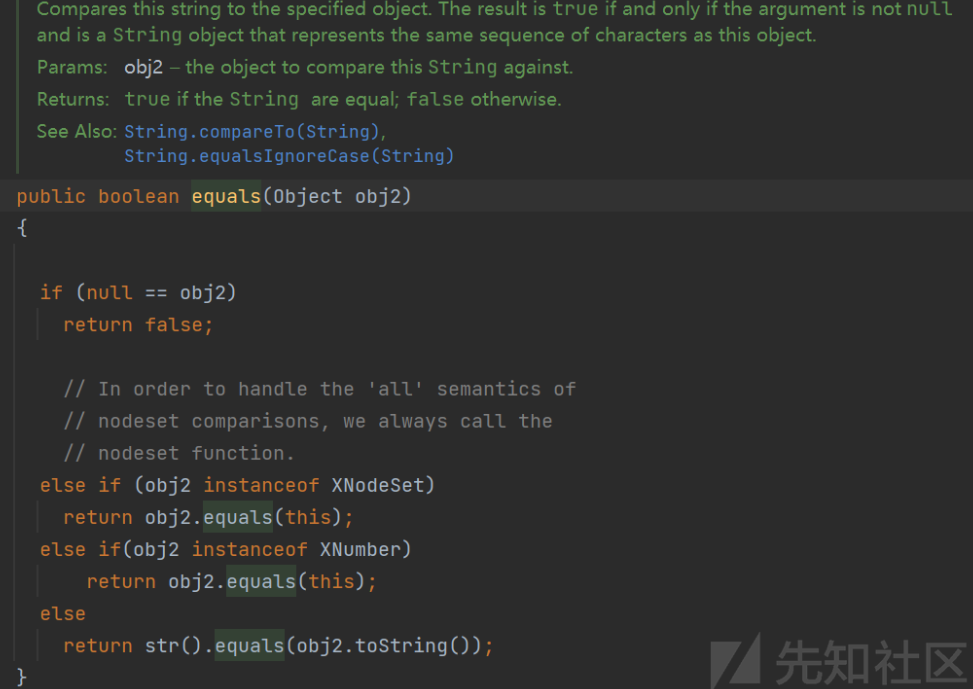 Compares this string to the specified object. The result is true if and only if the argument is not null
and is a String object that represents the same sequence of characters as this object.
Params: obj2 – the object to compare this String against.
Returns: true if the String are equal; false otherwise.
See Also: String.compareTo(String),
String.equalsIgnoreCase(String)
public boolean equals(Object obj2)
{
if (null == obj2)
return false;
// In order to handle the 'all' semantics of
// nodeset comparisons, we always call the
// nodeset function.
else if (obj2 instanceof XNodeSet)
return obj2.equals(this);
else if(obj2 instanceof XNumber)
return obj2.equals(this);
else
return str().equals(obj2.toString());
}
先知社区